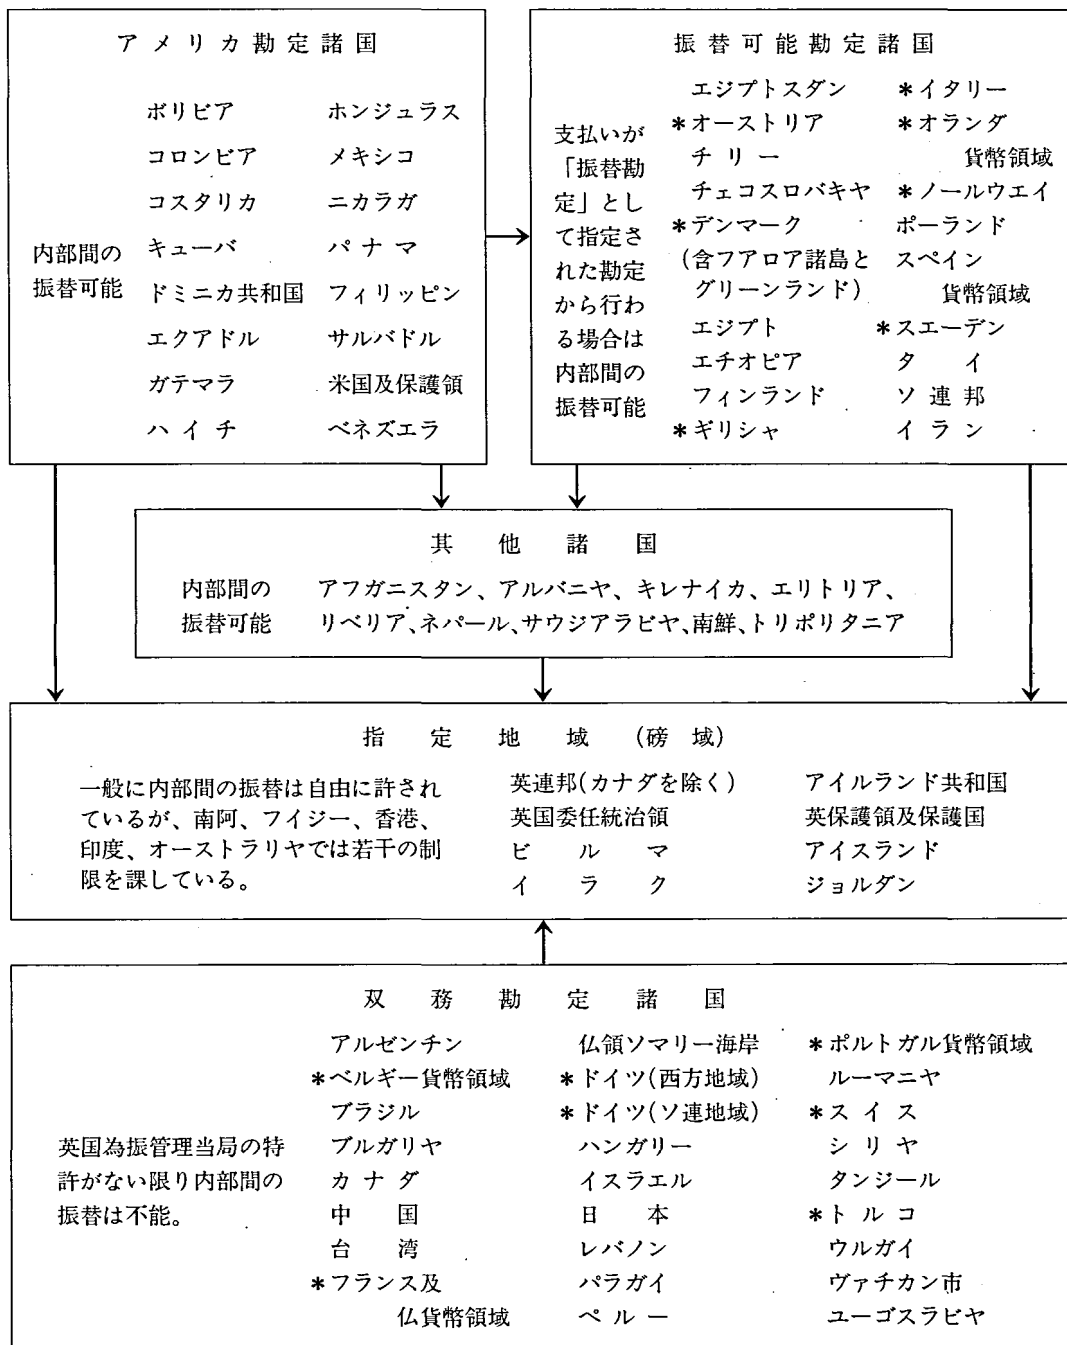 アメリカ勘定諸国
内部間の
振替可能
ボリビア
コロンビア
コスタリカ
キューバ
ドミニカ共和国
エクアドル
ガテマラ
ハイチ
ホンジュラス
メキシコ
ニカラガ
パナマ
フィリッピン
サルバドル
米国及保護領
ベネズエラ
振替可能勘定諸国
支払いが
「振替勘
定」とし
て指定さ
れた勘定
から行わ
る場合は
内部間の
振替可能
エジプトスダン
*オーストリア
チリー
チェコスロバキヤ
*デンマーク
(含フアロア諸島と
グリーンランド)
エジプト
エチオピア
フィンランド
*ギリシャ
*イタリー
*オランダ
貨幣領域
*ノールウエイ
ポーランド
スペイン
貨幣領域
*スエーデン
タイ
ソ連邦
イラン
其他諸国
内部間の
振替可能
アフガニスタン、アルバニヤ、キレナイカ、エリトリア、
リベリア、ネパール、サウジアラビヤ、南鮮、トリポリタニア
指定地域(磅域)
一般に内部間の振替は自由に許され
ているが、南阿、フイジー、香港、
印度、オーストラリヤでは若干の制
限を課している。
英連邦(カナダを除く)
英国委任統治領
ビルマ
イラク
アイルランド共和国
英保護領及保護国
アイスランド
ジョルダン
双務勘定諸国
英国為振管理当局の特
許がない限り内部間の
振替は不能。
アルゼンチン
*ベルギー貨幣領域
ブラジル
ブルガリヤ
カナダ
中国
台湾
*フランス及
仏貨幣領域
仏領ソマリー海岸
*ドイツ(西方地域)
*ドイツ(ソ連地域)
ハンガリー
イスラエル
日本
レバノン
パラガイ
ペルー
*ポルトガル貨幣領域
ルーマニヤ
*スイス
シリヤ
タンジール
*トルコ
ウルガイ
ヴァチカン市
ユーゴスラビヤ